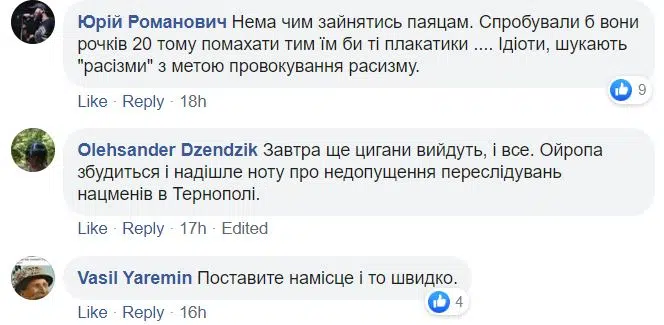 Юрій Романович Нема чим зайнятись паяцам. Спробували б вони
рочків 20 тому помахати тим їм би ті плакатики .... Ідіоти, шукають
"расізми" з метою провокування расизму.
Like · Reply · 18h
9
Olehsander Dzendzik Завтра ще цигани вийдуть, і все. Ойропа
збудиться і надішле ноту про недопущення переслідувань
нацменів в Тернополі.
Like · Reply · 17h · Edited
Vasil Yaremin Поставите намісце і то швидко.
4
Like · Reply · 16h